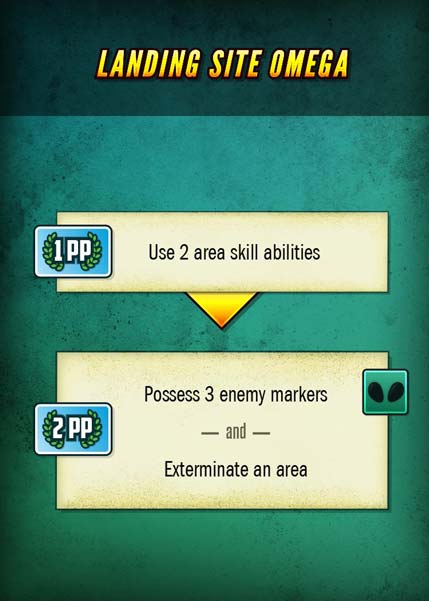 LANDING SITE OMEGA
1 PP
Use 2 area skill abilities
Possess 3 enemy markers
— and —
2 PP
Exterminate an area